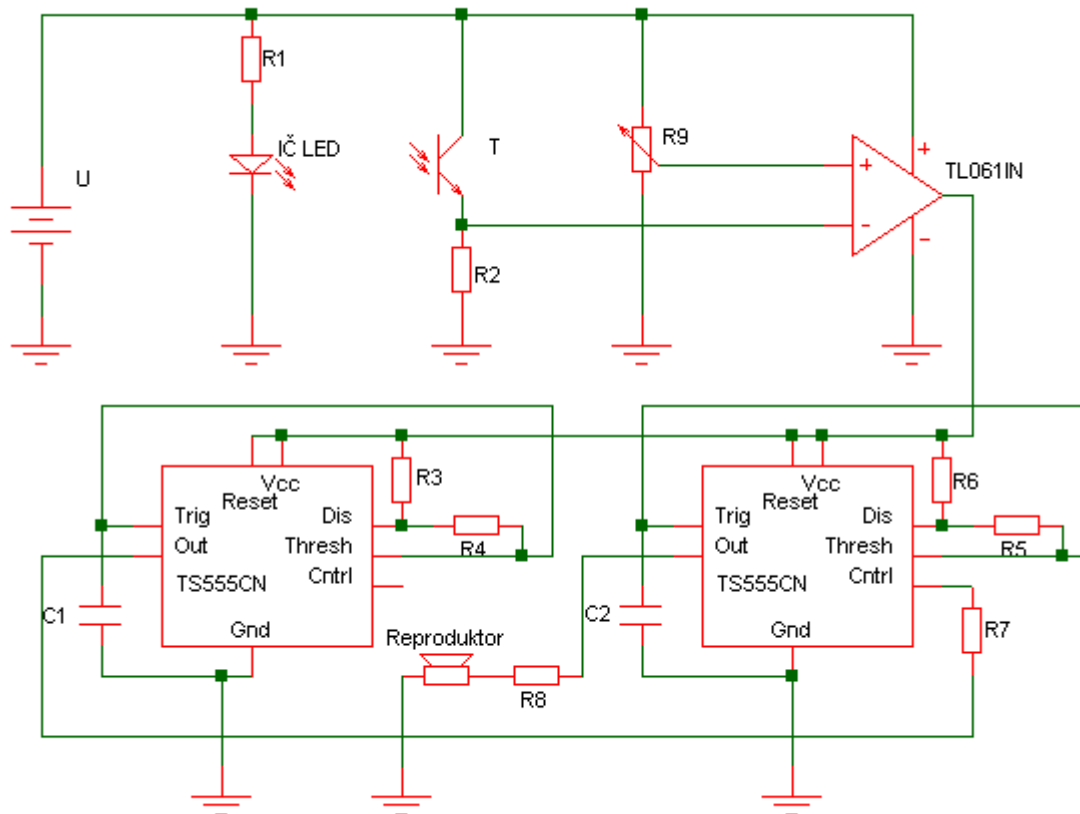 R1
IČ LED
U
T
R9
+
-
+
-
TL061IN
R2
Vcc
Reset
Trig
Out
Dis
Thresh
Cntrl
TS555CN
Gnd
R3
R4
C1
Reproduktor
R8
Vcc
Reset
Trig
Out
Dis
Thresh
Cntrl
TS555CN
Gnd
R6
R5
C2
R7